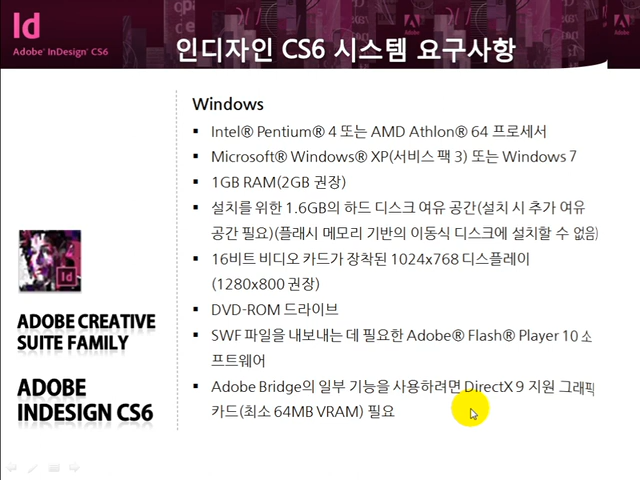 Id
Adobe® InDesign® CS6
인디자인 CS6 시스템 요구사항
Windows
▪ Intel® Pentium® 4 또는 AMD Athlon® 64 프로세서
▪ Microsoft® Windows® XP(서비스 팩 3) 또는 Windows 7
▪ 1GB RAM(2GB 권장)
▪ 설치를 위한 1.6GB의 하드 디스크 여유 공간(설치 시 추가 여유
공간 필요)(플래시 메모리 기반의 이동식 디스크에 설치할 수 없음)
▪ 16비트 비디오 카드가 장착된 1024x768 디스플레이
(1280x800 권장)
▪ DVD-ROM 드라이브
▪ SWF 파일을 내보내는 데 필요한 Adobe® Flash® Player 10 소
프트웨어
▪ Adobe Bridge의 일부 기능을 사용하려면 DirectX 9 지원 그래픽
카드(최소 64MB VRAM) 필요
Id
ADOBE CREATIVE
SUITE FAMILY
ADOBE
INDESIGN CS6